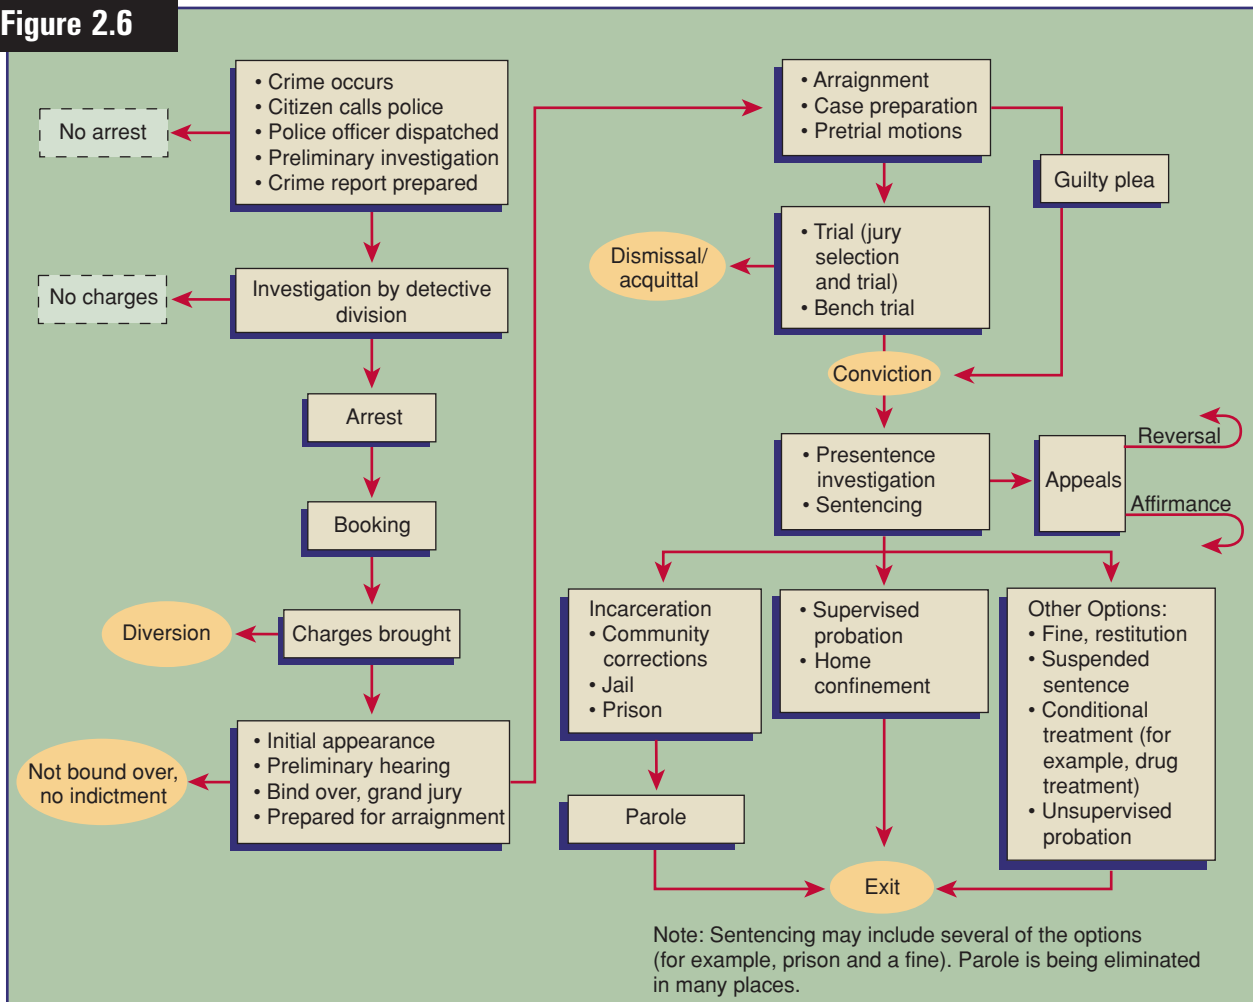 Figure 2.6
• Crime occurs
• Citizen calls police
• Police officer dispatched
• Preliminary investigation
• Crime report prepared
No arrest
Investigation by detective
division
No charges
Arrest
Booking
Charges brought
Diversion
• Initial appearance
• Preliminary hearing
• Bind over, grand jury
• Prepared for arraignment
Not bound over,
no indictment
• Arraignment
• Case preparation
• Pretrial motions
Guilty plea
• Trial (jury
selection
and trial)
• Bench trial
Dismissal/
acquittal
Conviction
• Presentence
investigation
• Sentencing
Appeals
Reversal
Affirmance
Incarceration
• Community
corrections
• Jail
• Prison
• Supervised
probation
• Home
confinement
Other Options:
• Fine, restitution
• Suspended
sentence
• Conditional
treatment (for
example, drug
treatment)
• Unsupervised
probation
Parole
Exit
Note: Sentencing may include several of the options
(for example, prison and a fine). Parole is being eliminated
in many places.